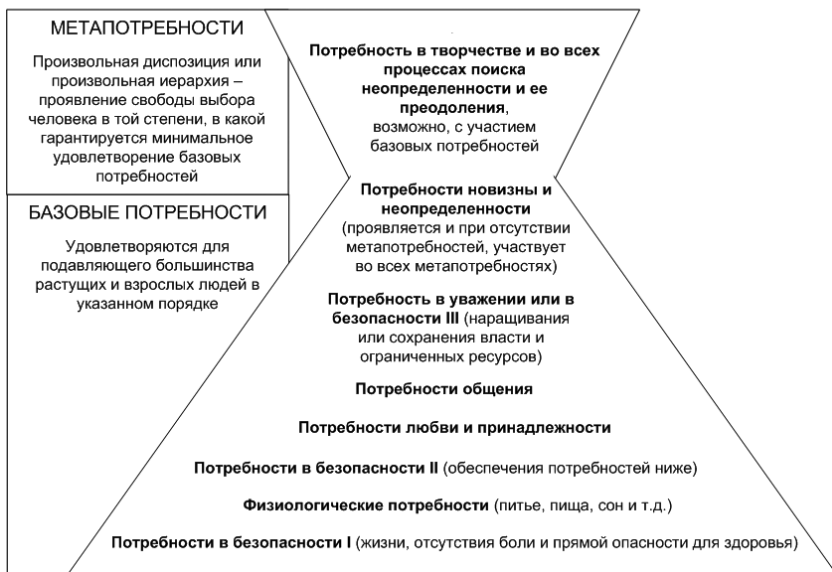 МЕТАПОТРЕБНОСТИ
Произвольная диспозиция или
произвольная иерархия –
проявление свободы выбора
человека в той степени, в какой
гарантируется минимальное
удовлетворение базовых
потребностей
Потребность в творчестве и во всех
процессах поиска
неопределенности и ее
преодоления,
возможно, с участием
базовых потребностей
БАЗОВЫЕ ПОТРЕБНОСТИ
Удовлетворяются для
подавляющего большинства
растущих и взрослых людей в
указанном порядке
Потребности новизны и
неопределенности
(проявляется и при отсутствии
метапотребностей, участвует
во всех метапотребностях)
Потребность в уважении или в
безопасности III (наращивания
или сохранения власти и
ограниченных ресурсов)
Потребности общения
Потребности любви и принадлежности
Потребности в безопасности II (обеспечения потребностей ниже)
Физиологические потребности (питье, пища, сон и т.д.)
Потребности в безопасности I (жизни, отсутствия боли и прямой опасности для здоровья)